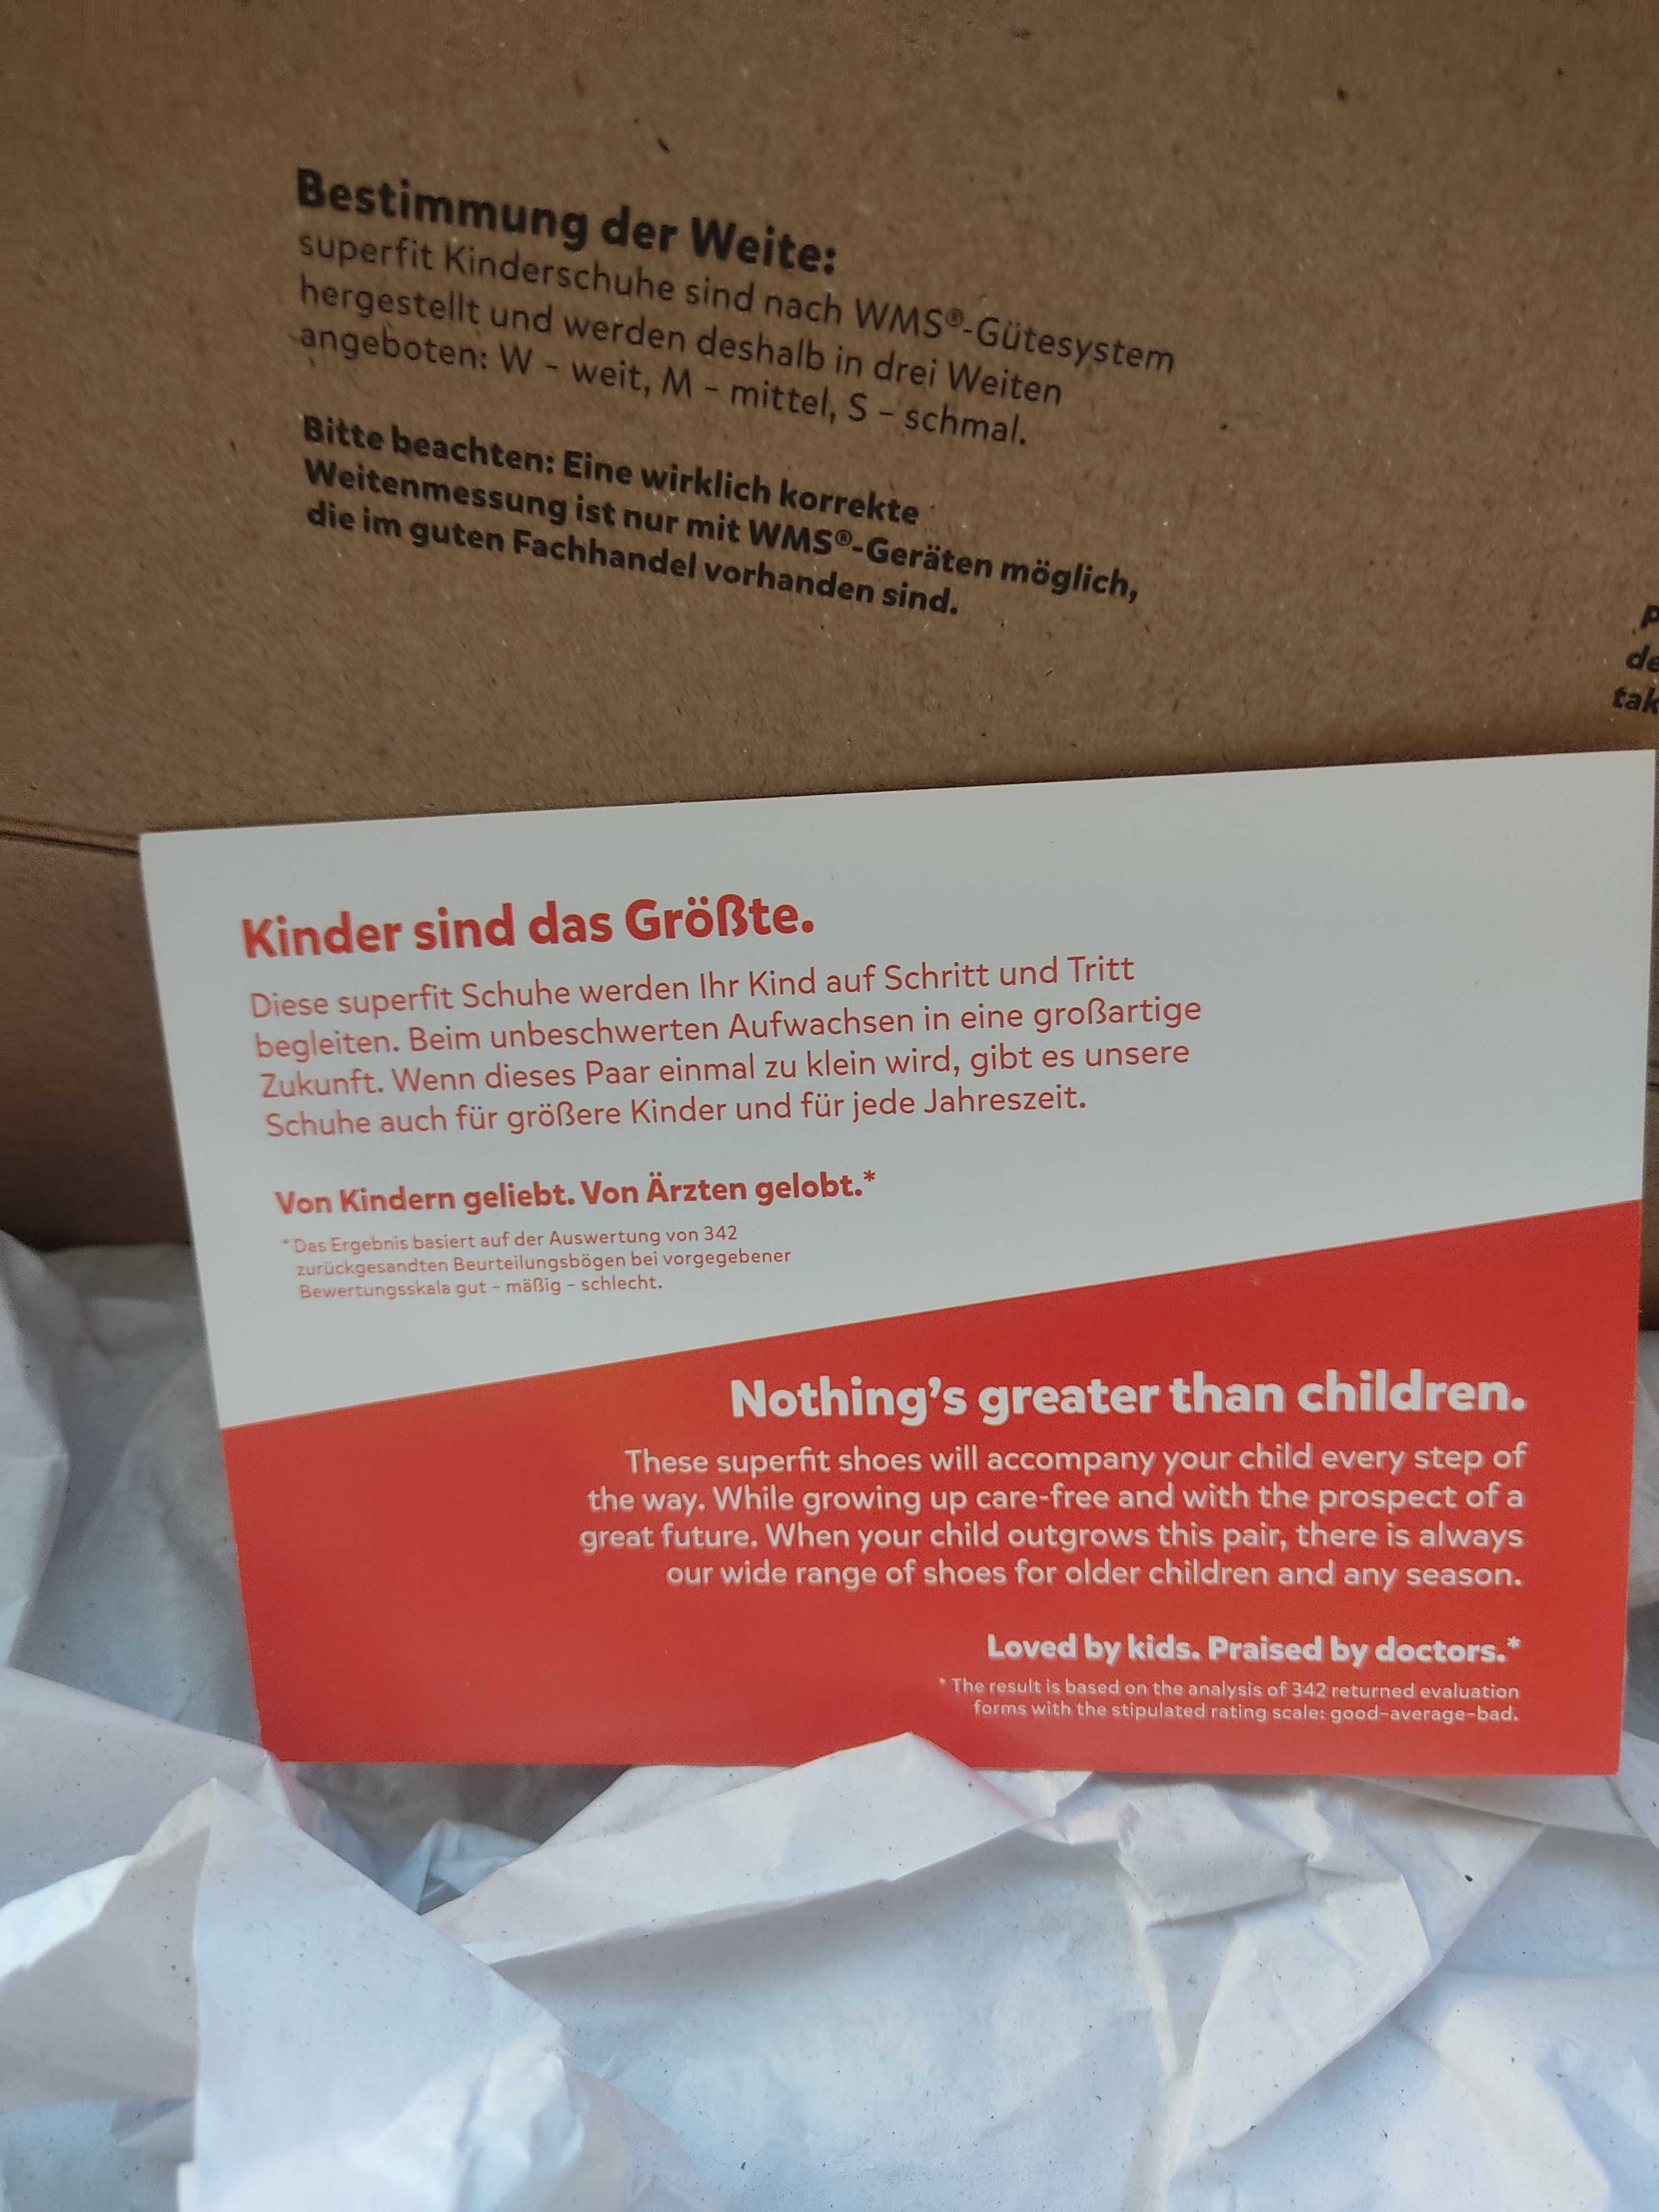 Bestimmung der Weite:
superfit Kinderschuhe sind nach WMS®-Gütesystem
hergestellt und werden deshalb in drei Weiten
angeboten: W – weit, M – mittel, S – schmal.
Bitte beachten: Eine wirklich korrekte
Weitenmessung ist nur mit WMS®-Geräten möglich,
die im guten Fachhandel vorhanden sind.
Kinder sind das Größte.
Diese superfit Schuhe werden Ihr Kind auf Schritt und Tritt
begleiten. Beim unbeschwerten Aufwachsen in eine großartige
Zukunft. Wenn dieses Paar einmal zu klein wird, gibt es unsere
Schuhe auch für größere Kinder und für jede Jahreszeit.
Von Kindern geliebt. Von Ärzten gelobt.*
* Das Ergebnis basiert auf der Auswertung von 342
zurückgesandten Beurteilungsbögen bei vorgegebener
Bewertungsskala gut – mäßig – schlecht.
Nothing's greater than children.
These superfit shoes will accompany your child every step of
the way. While growing up care-free and with the prospect of a
great future. When your child outgrows this pair, there is always
our wide range of shoes for older children and any season.
Loved by kids. Praised by doctors.*
* The result is based on the analysis of 342 returned evaluation
forms with the stipulated rating scale: good–average–bad.